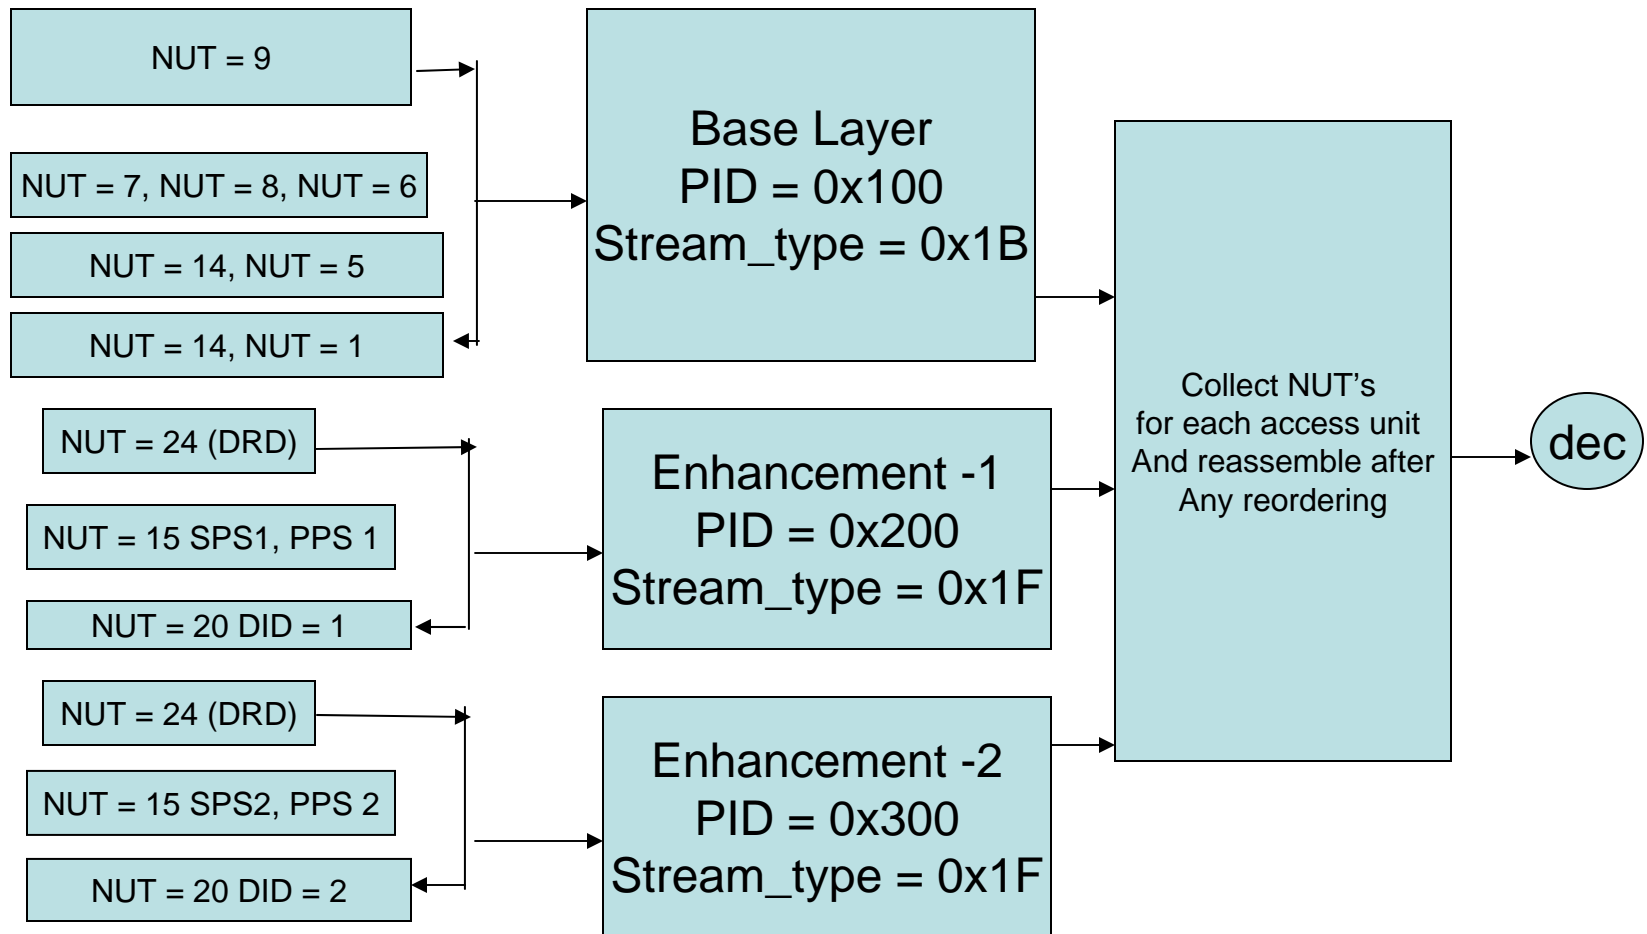 NUT = 9
NUT = 7, NUT = 8, NUT = 6
NUT = 14, NUT = 5
NUT = 14, NUT = 1
Base Layer
PID = 0x100
Stream_type = 0x1B
NUT = 24 (DRD)
NUT = 15 SPS1, PPS 1
NUT = 20 DID = 1
Enhancement -1
PID = 0x200
Stream_type = 0x1F
NUT = 24 (DRD)
NUT = 15 SPS2, PPS 2
NUT = 20 DID = 2
Enhancement -2
PID = 0x300
Stream_type = 0x1F
Collect NUT’s
for each access unit
And reassemble after
Any reordering
dec